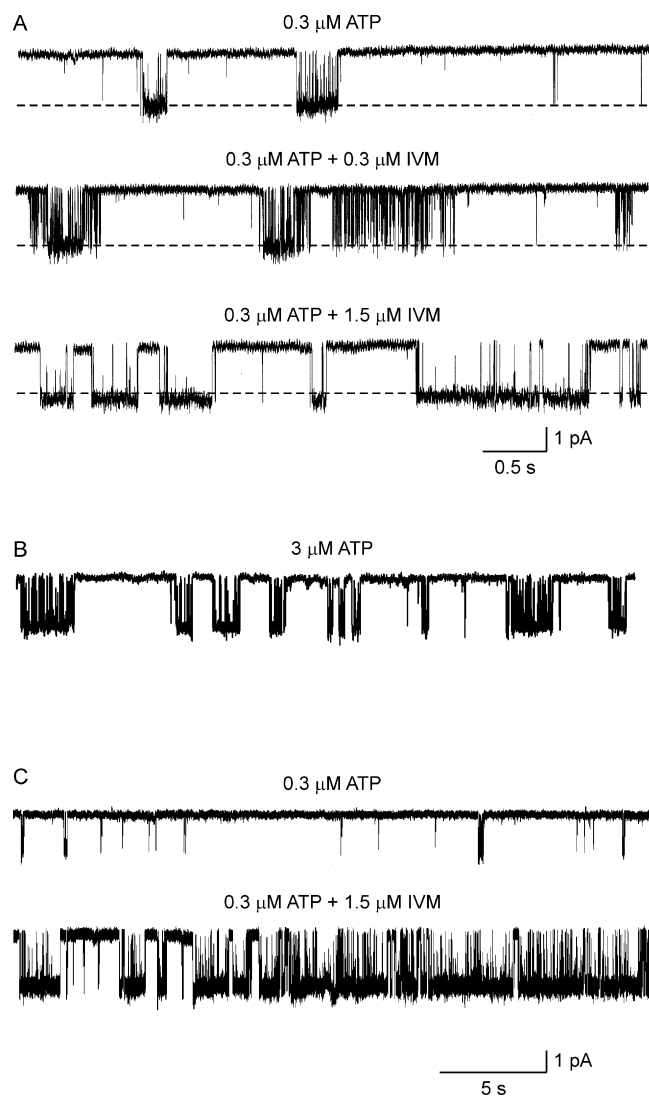 A
0.3 μM ATP
0.3 μM ATP + 0.3 μM IVM
0.3 μM ATP + 1.5 μM IVM
1 pA
0.5 s
B
3 μM ATP
C
0.3 μM ATP
0.3 μM ATP + 1.5 μM IVM
1 pA
5 s